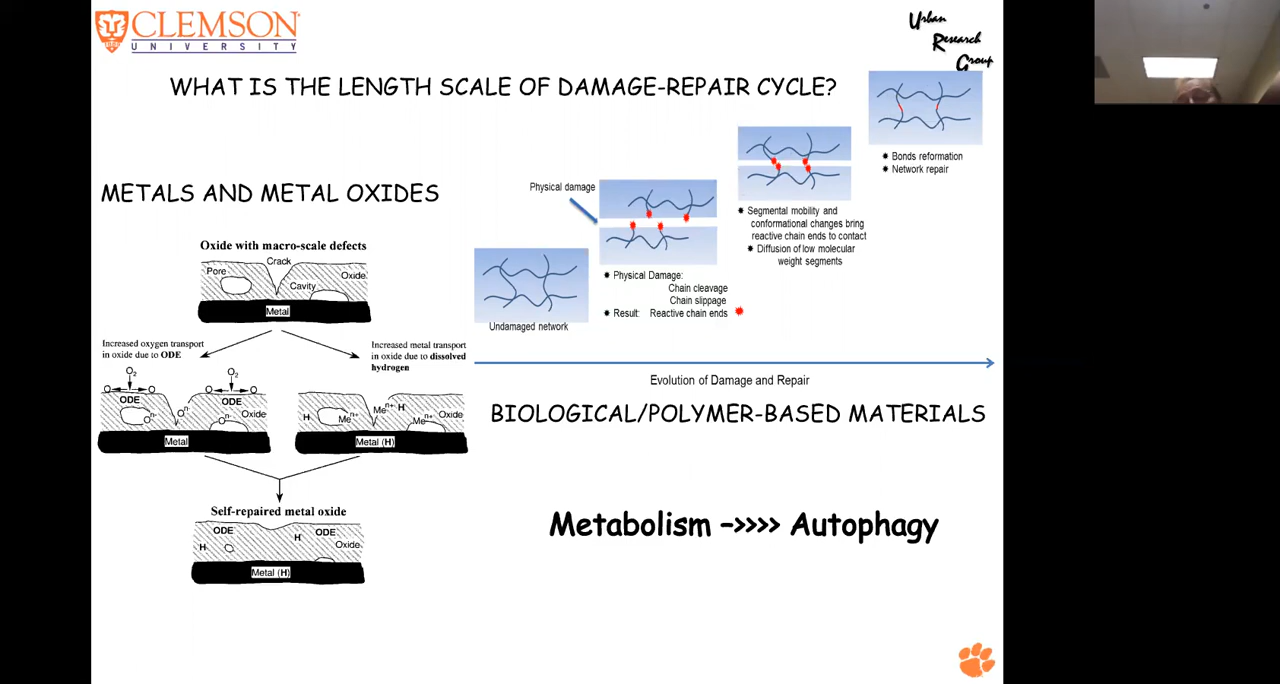 CLEMSON
UNIVERSITY
Urban
Research
Group
WHAT IS THE LENGTH SCALE OF DAMAGE-REPAIR CYCLE?
METALS AND METAL OXIDES
Oxide with macro-scale defects
Crack
Pore
Oxide
Cavity
Metal
Increased oxygen transport
in oxide due to ODE
Increased metal transport
in oxide due to dissolved
hydrogen
O2
O2
O O O O
ODE ODE
O^n- O^n- O^n- Oxide
Metal
H Me^n+ Me^n+ H Me^n+ Oxide
Metal (H)
Self-repaired metal oxide
ODE ODE
H H Oxide
Metal (H)
Undamaged network
Physical damage
✷ Physical Damage:
Chain cleavage
Chain slippage
✷ Result: Reactive chain ends
✷ Segmental mobility and
conformational changes bring
reactive chain ends to contact
✷ Diffusion of low molecular
weight segments
✷ Bonds reformation
✷ Network repair
Evolution of Damage and Repair
BIOLOGICAL/POLYMER-BASED MATERIALS
Metabolism –>>>> Autophagy